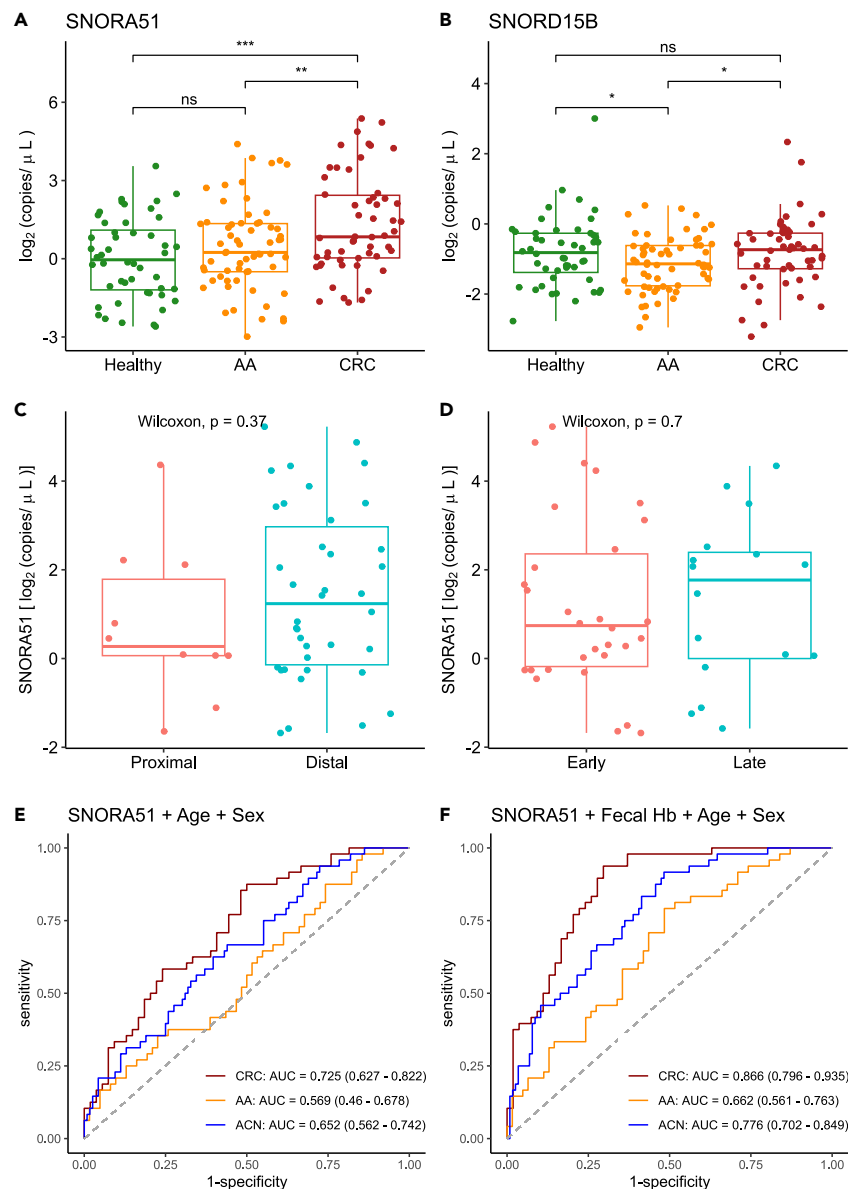 A SNORA51
***
**
ns
6
3
0
-3
log2 (copies/ μ L )
Healthy AA CRC
B SNORD15B
ns
* *
4
2
-0
-2
log2 (copies/ μ L)
Healthy AA CRC
C
Wilcoxon, p = 0.37
4
2
0
-2
SNORA51 [ log2 (copies/ μ L )]
Proximal Distal
D
Wilcoxon, p = 0.7
4
2
0
-2
SNORA51 [ log2 (copies/ μ L )]
Early Late
E SNORA51 + Age + Sex
1.00
0.75
0.50
0.25
0.00
sensitivity
CRC: AUC = 0.725 (0.627 - 0.822)
AA: AUC = 0.569 (0.46 - 0.678)
ACN: AUC = 0.652 (0.562 - 0.742)
0.00 0.25 0.50 0.75 1.00
1-specificity
F SNORA51 + Fecal Hb + Age + Sex
1.00
0.75
0.50
0.25
0.00
sensitivity
CRC: AUC = 0.866 (0.796 - 0.935)
AA: AUC = 0.662 (0.561 - 0.763)
ACN: AUC = 0.776 (0.702 - 0.849)
0.00 0.25 0.50 0.75 1.00
1-specificity